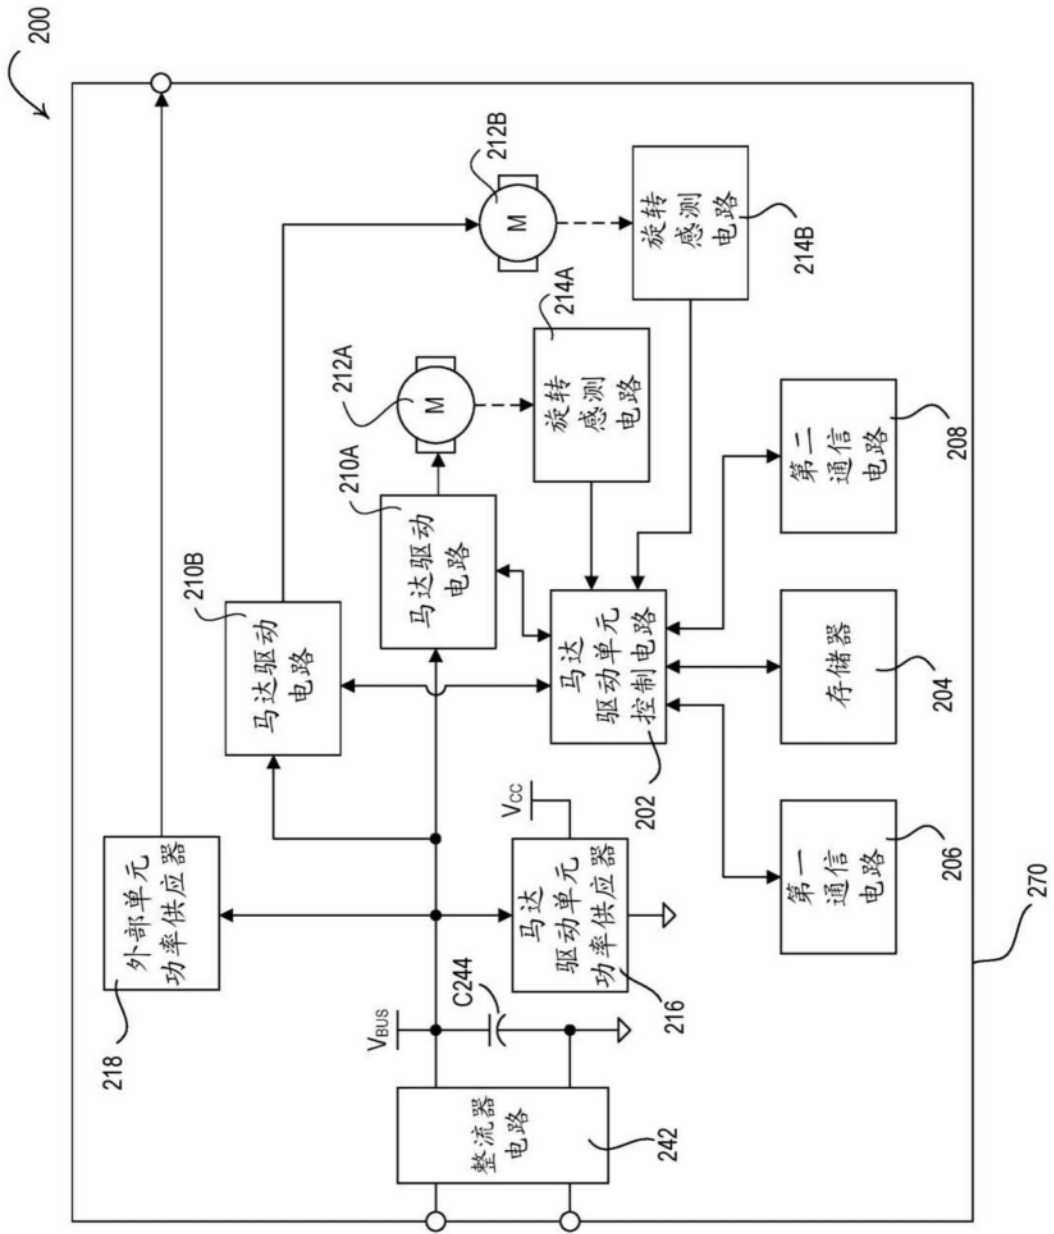 200
212B
M
旋转
感测
电路
214B
214A
212A
M
旋转
感测
电路
210A
马达驱动
电路
210B
马达驱动
电路
第二
通信
电路
208
马达
驱动单元
控制电路
202
存储器
204
第一
通信
电路
206
270
外部单元
功率供应器
218
VCC
马达
驱动单元
功率供应器
216
C244
VBUS
整流器
电路
242